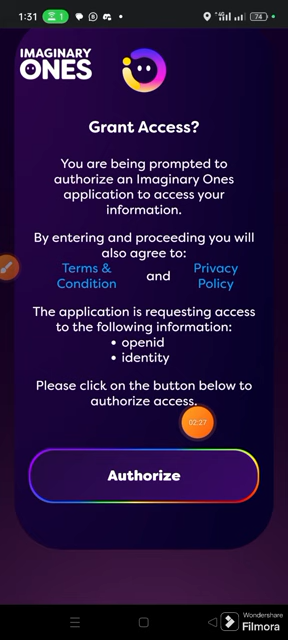 1:31
1
4G
74
IMAGINARY
ONES
Grant Access?
You are being prompted to
authorize an Imaginary Ones
application to access your
information.
By entering and proceeding you will
also agree to:
Terms &
Condition
and
Privacy
Policy
The application is requesting access
to the following information:
• openid
• identity
Please click on the button below to
authorize access.
02:27
Authorize
Wondershare
Filmora